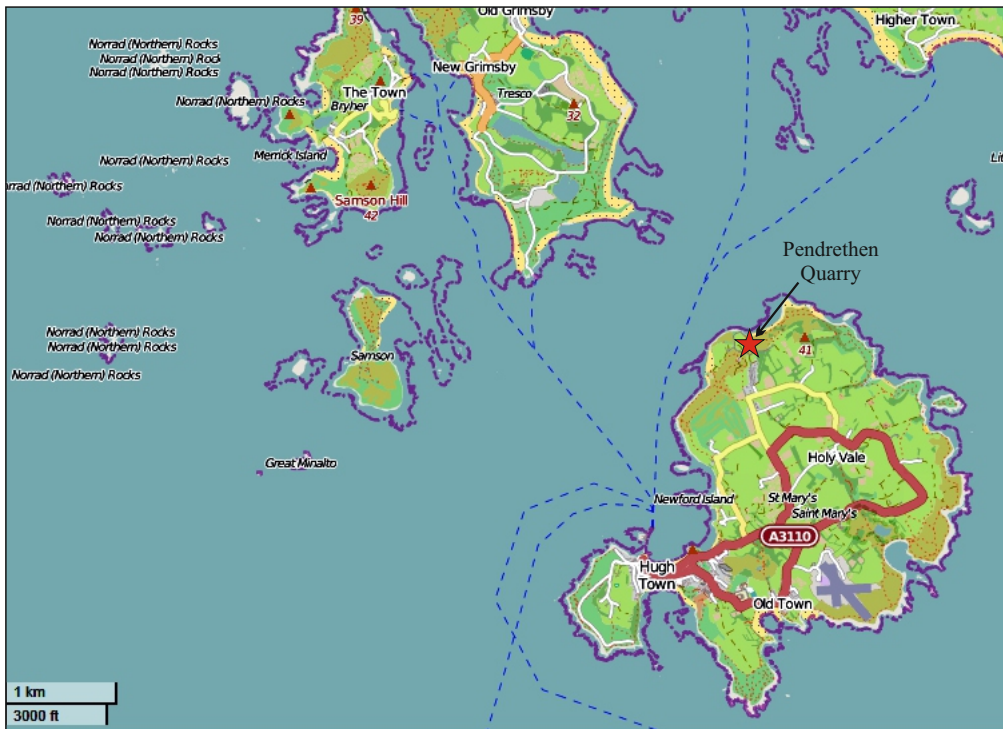 39
Old Grimsby
Higher Town
Norrad (Northern) Rocks
Norrad (Northern) Rock
Norrad (Northern) Rocks
New Grimsby
The Town
Tresco
Norrad (Northern) Rocks
Bryher
32
Merrick Island
Norrad (Northern) Rocks
Lit
orrad (Northern) Rocks
Samson Hill
42
Norrad (Northern) Rocks
Norrad (Northern) Rocks
Pendrethen
Quarry
Norrad (Northern) Rocks
Norrad (Northern) Rocks
Samson
41
Norrad (Northern) Rocks
Great Minalto
Holy Vale
Newford Island
St Mary's
Saint Mary's
A3110
Hugh
Town
Old Town
1 km
3000 ft